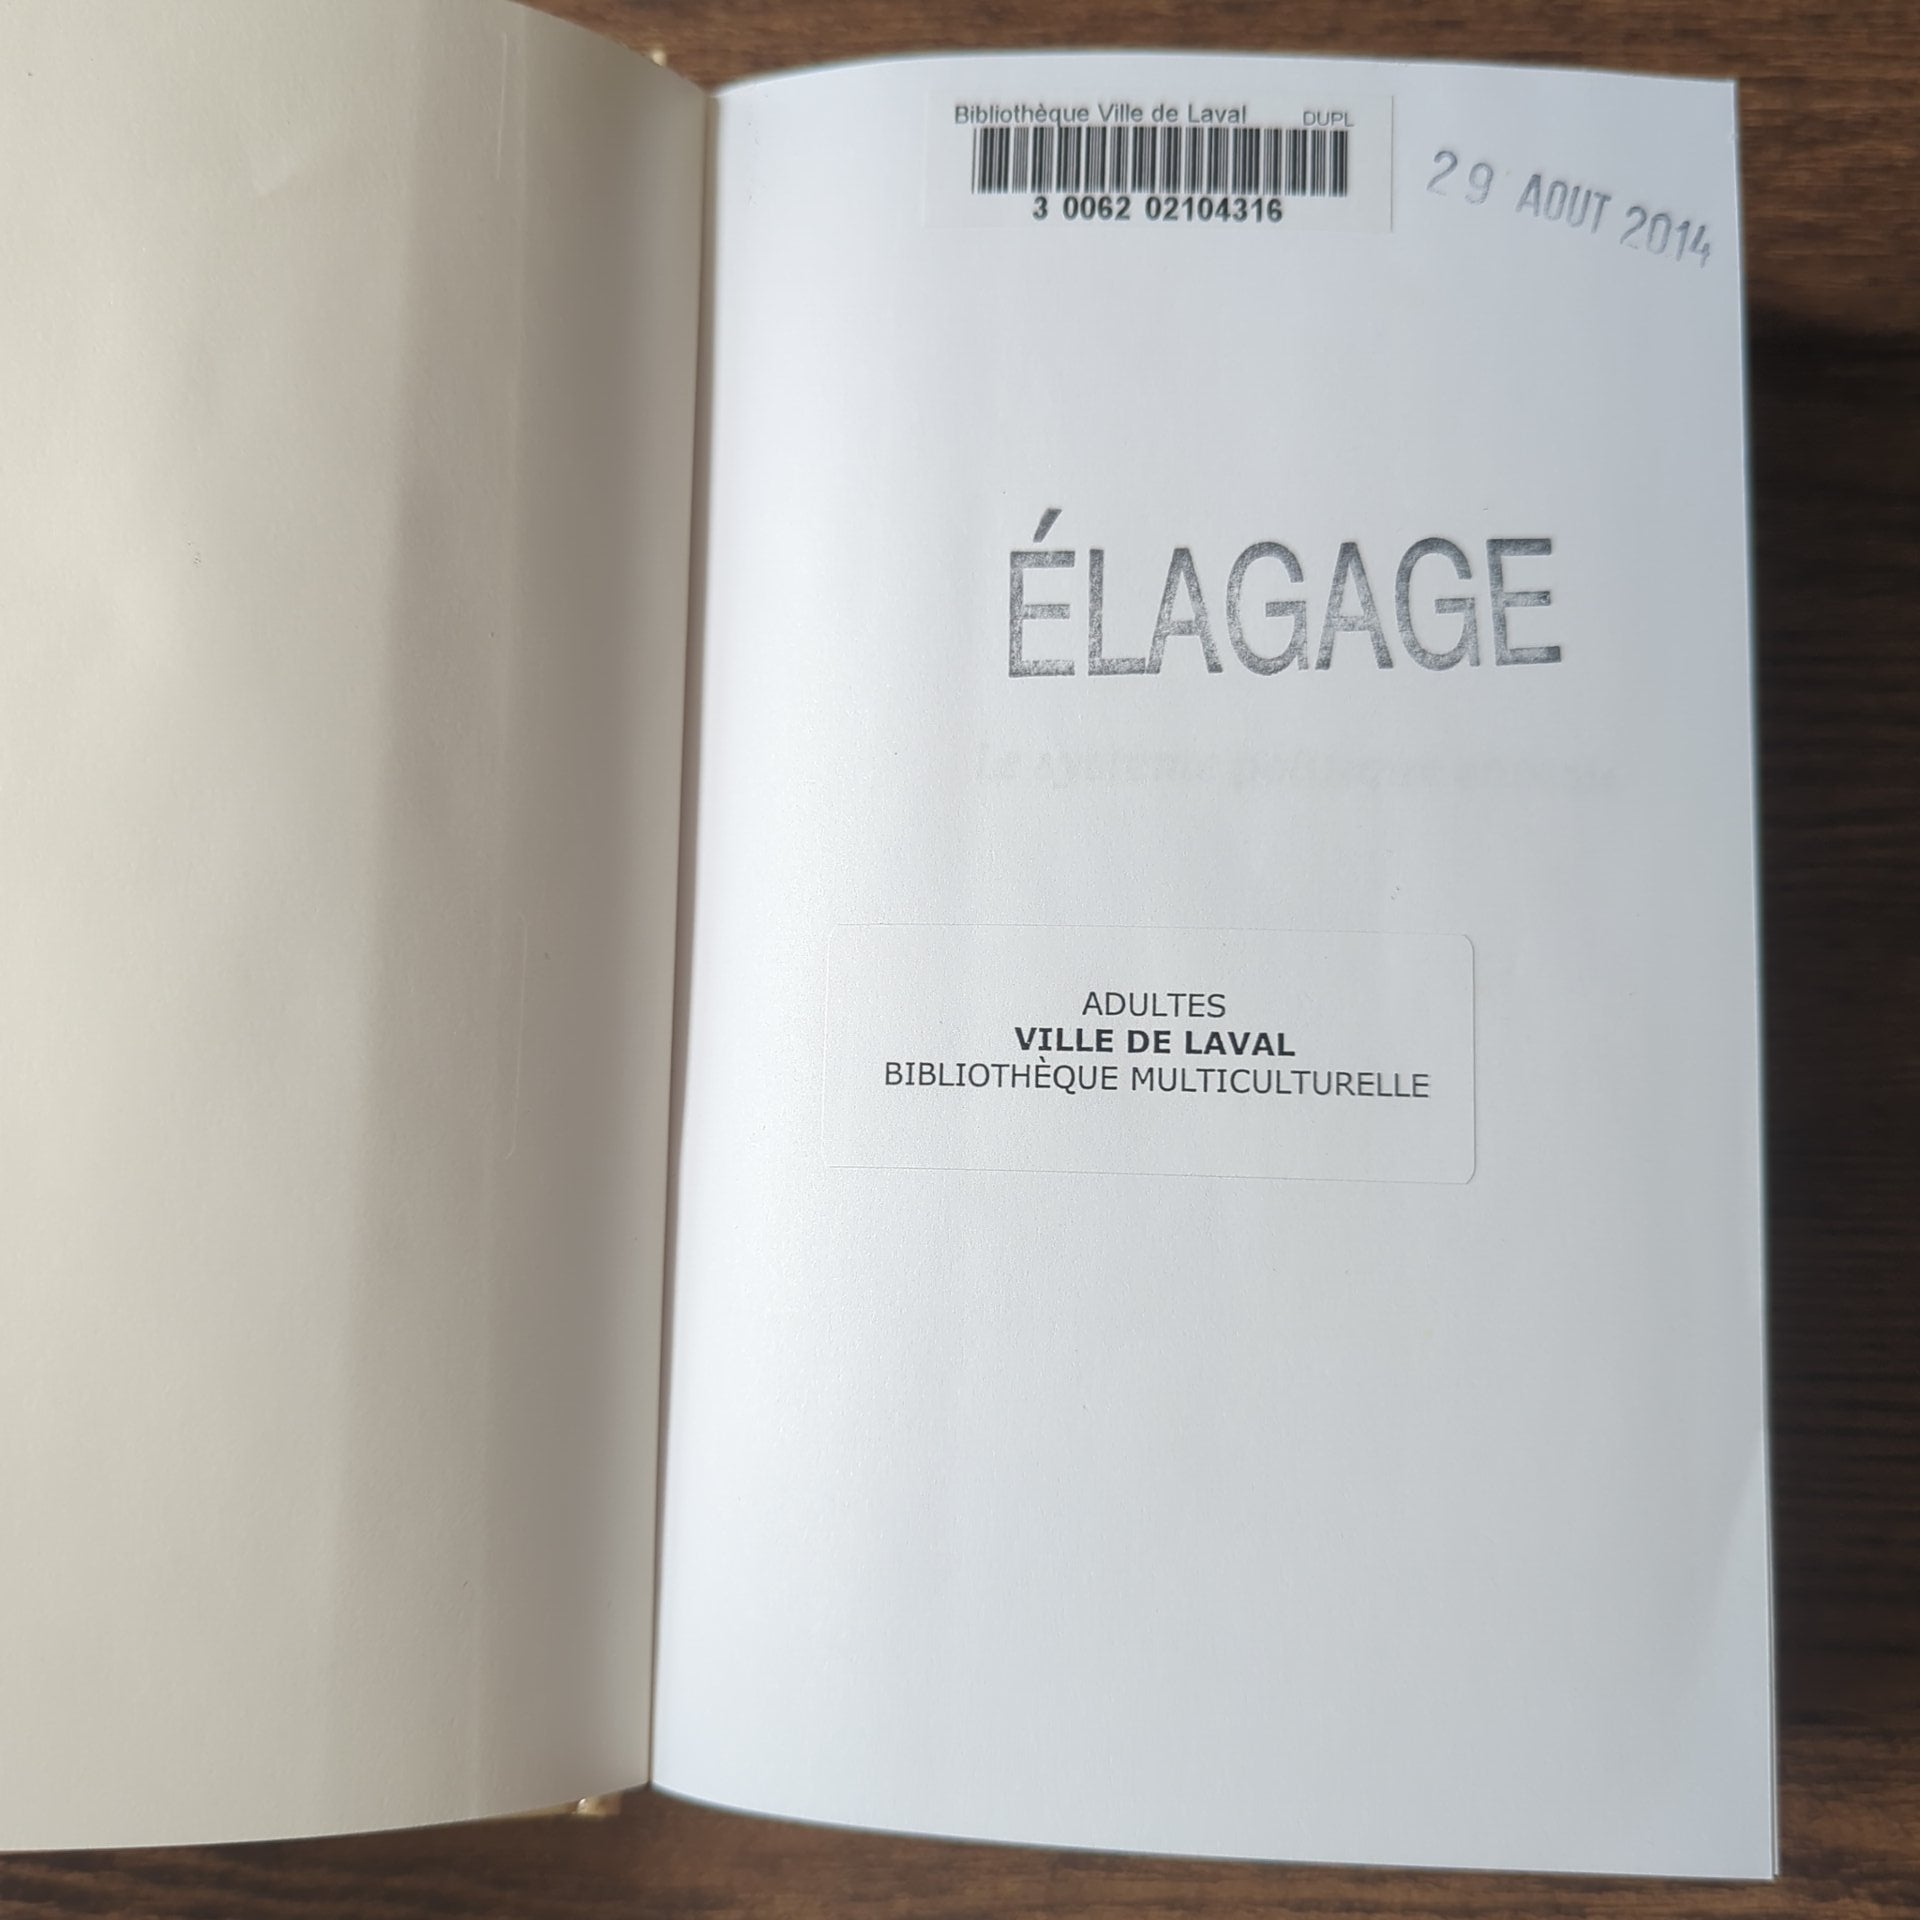 Bibliothèque Ville de Laval DUPL
3 0062 02104316
29 AOUT 2014
ÉLAGAGE
ADULTES
VILLE DE LAVAL
BIBLIOTHÈQUE MULTICULTURELLE